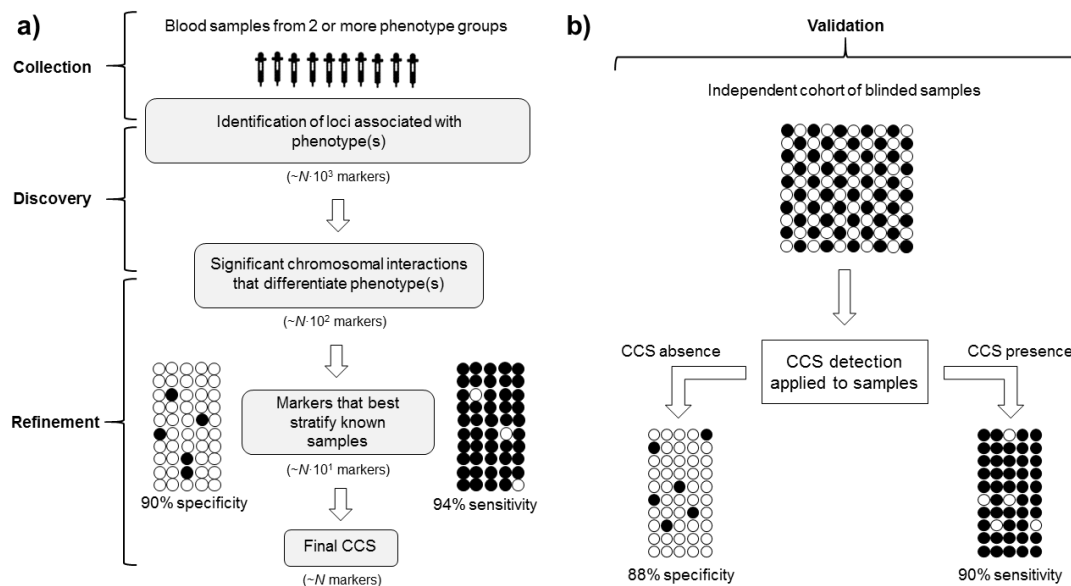 a)
Blood samples from 2 or more phenotype groups
Collection
Identification of loci associated with
phenotype(s)
(~N·10³ markers)
Discovery
Significant chromosomal interactions
that differentiate phenotype(s)
(~N·10² markers)
Refinement
Markers that best
stratify known
samples
(~N·10¹ markers)
90% specificity
94% sensitivity
Final CCS
(~N markers)
b)
Validation
Independent cohort of blinded samples
CCS absence
CCS detection
applied to samples
CCS presence
88% specificity
90% sensitivity